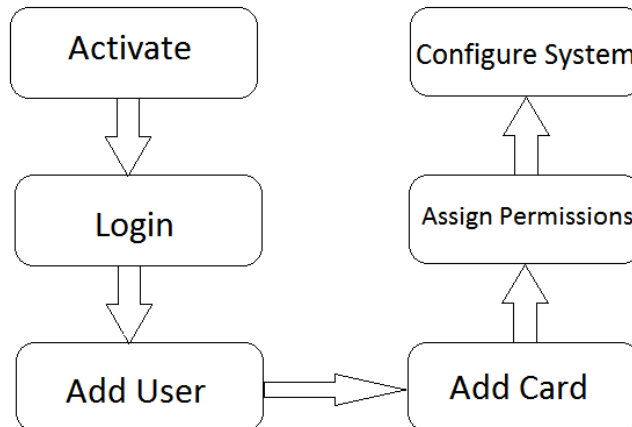 Activate
Login
Add User
Add Card
Assign Permissions
Configure System